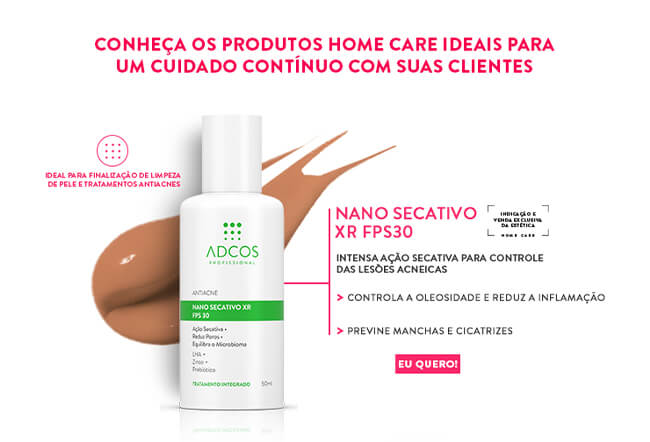 CONHEÇA OS PRODUTOS HOME CARE IDEAIS PARA
UM CUIDADO CONTÍNUO COM SUAS CLIENTES
IDEAL PARA FINALIZAÇÃO DE LIMPEZA
DE PELE E TRATAMENTOS ANTIACNES
ADCOS
PROFISSIONAL
ANTIACNE
NANO SECATIVO XR
FPS 30
Ação Secativa •
Reduz Poros •
Equilibra o Microbioma
LHA •
Zinco •
Prebiótico
TRATAMENTO INTEGRADO
50ml
NANO SECATIVO
XR FPS30
INDICAÇÃO E
VENDA EXCLUSIVA
DA ESTÉTICA
HOME CARE
INTENSA AÇÃO SECATIVA PARA CONTROLE
DAS LESÕES ACNEICAS
> CONTROLA A OLEOSIDADE E REDUZ A INFLAMAÇÃO
> PREVINE MANCHAS E CICATRIZES
EU QUERO!